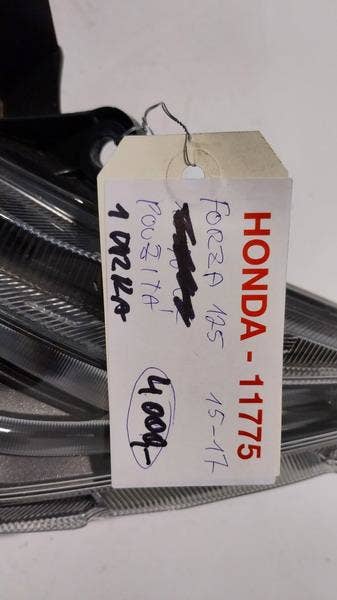 HONDA - 11775
FORZA 125 15-17
POUŽITÁ 4000,-